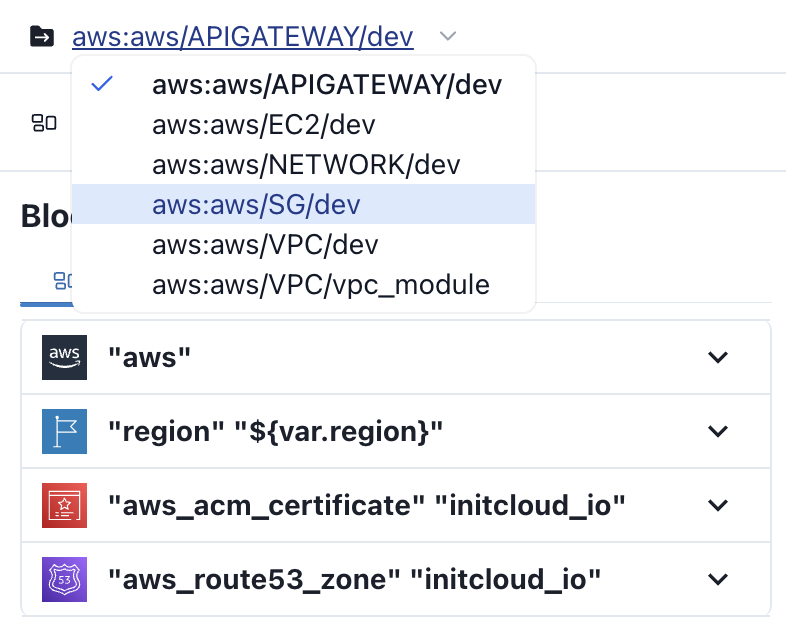 aws:aws/APIGATEWAY/dev
aws:aws/APIGATEWAY/dev
aws:aws/EC2/dev
aws:aws/NETWORK/dev
aws:aws/SG/dev
aws:aws/VPC/dev
aws:aws/VPC/vpc_module
aws "aws"
"region" "${var.region}"
"aws_acm_certificate" "initcloud_io"
53 "aws_route53_zone" "initcloud_io"